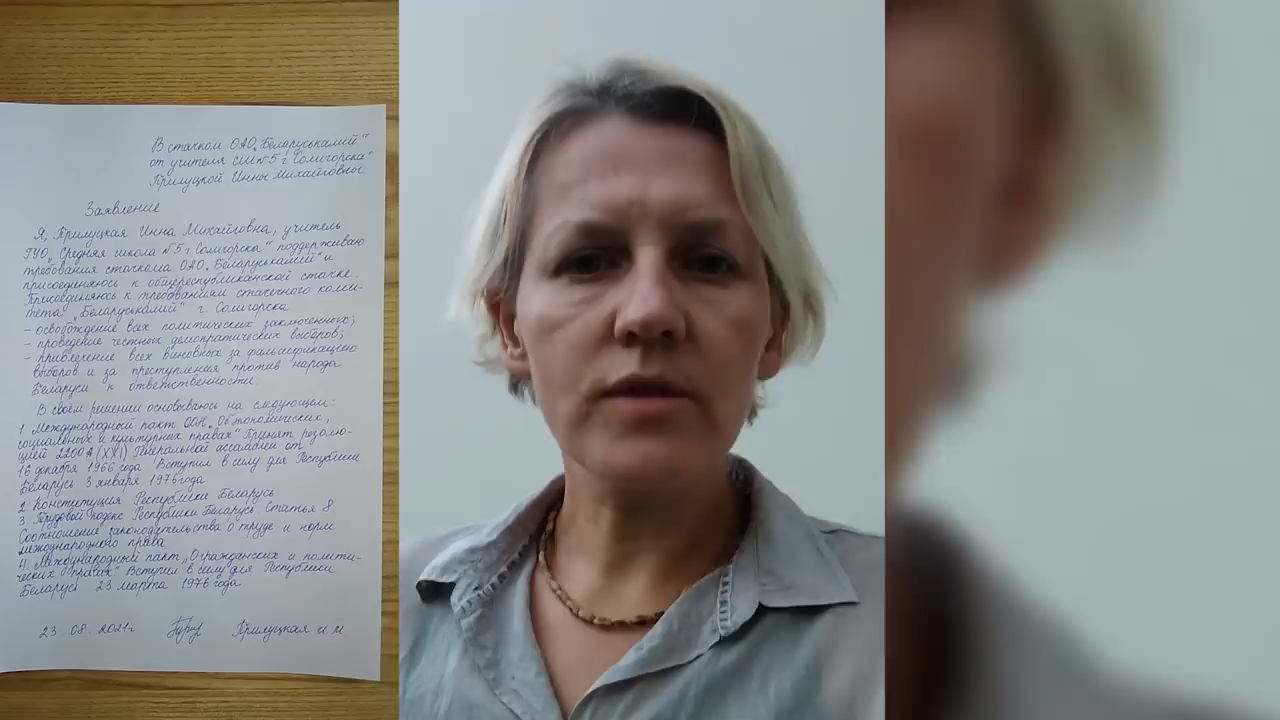 В стачком ОАО „Беларуськалий“
от учителя СШ №5 г. Солигорска“
Прилуцкой Инны Михайловны
Заявление
Я, Прилуцкая Инна Михайловна, учитель
ГУО „Средняя школа №5 г. Солигорска“ поддерживаю
требования стачкома ОАО „Беларуськалий“ и
присоединяюсь к общереспубликанской стачке.
Присоединяюсь к требованиям стачечного коми-
тета „Беларуськалий“ г. Солигорска
– освобождение всех политических заключенных;
– проведение честных демократических выборов;
– привлечение всех виновных за фальсификацию
выборов и за преступления против народа
Беларуси к ответственности.
В своём решении основываюсь на следующем:
1 Международный пакт ООН „Об экономических,
социальных и культурных правах“ Принят резолю-
цией 2200 А (XXI) Генеральной ассамблеи от
16 декабря 1966 года Вступил в силу для Республики
Беларусь 3 января 1976 года
2 Конституция Республики Беларусь
3. Трудовой кодекс Республики Беларусь Статья 8
Соотношение законодательства о труде и норм
международного права
4. Международный пакт „О гражданских и полити-
ческих правах“ Вступил в силу для Республики
Беларусь 23 марта 1976 года
23.08.2021г Прилуцкая И.М